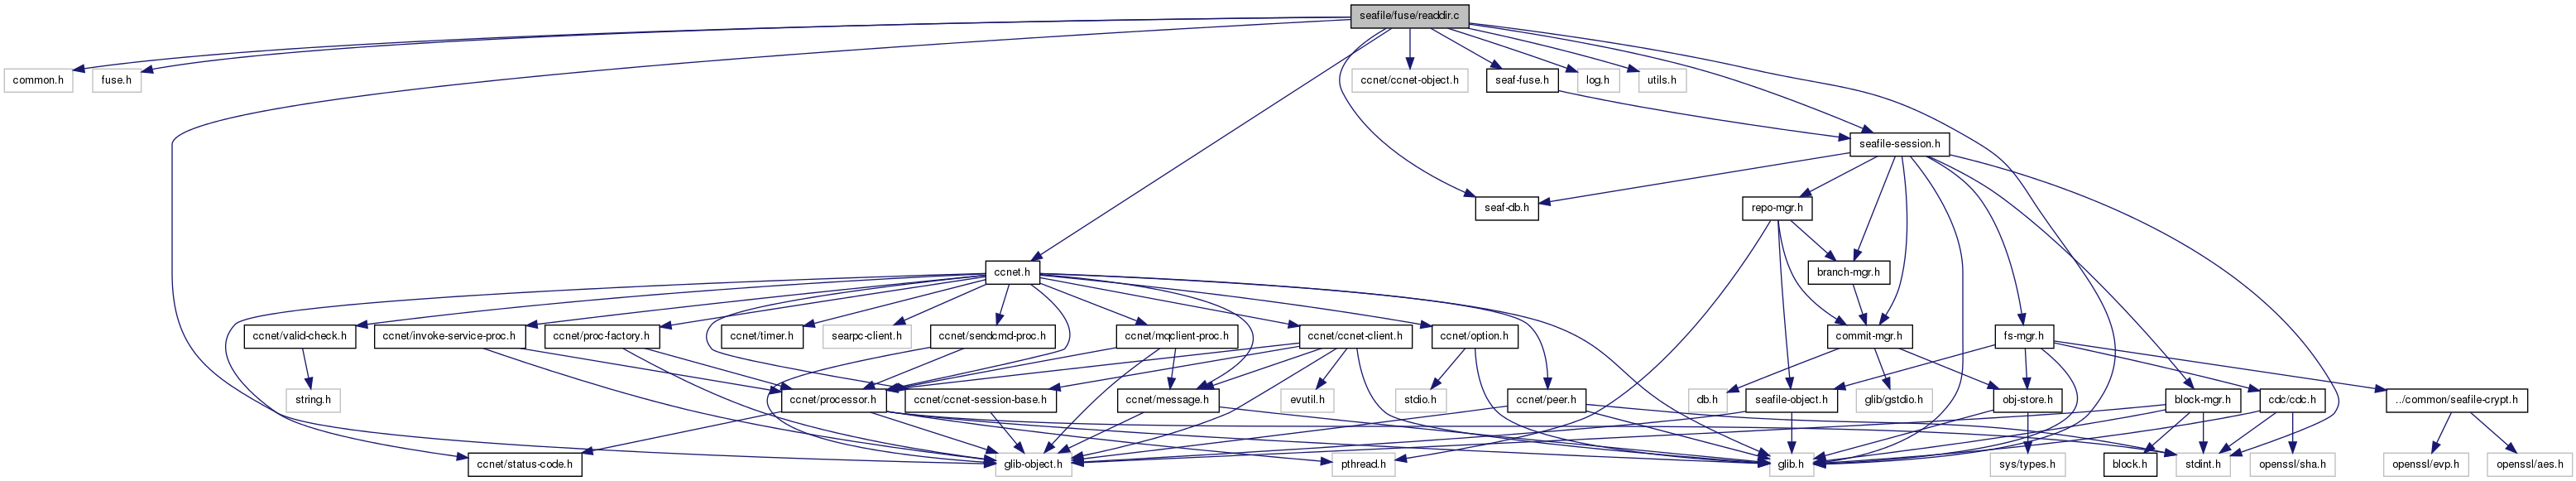 seafile/fuse/readdir.c
common.h
fuse.h
ccnet/ccnet-object.h
seaf-fuse.h
log.h
utils.h
seafile-session.h
seaf-db.h
repo-mgr.h
ccnet.h
branch-mgr.h
ccnet/valid-check.h
ccnet/invoke-service-proc.h
ccnet/proc-factory.h
ccnet/timer.h
searpc-client.h
ccnet/sendcmd-proc.h
ccnet/mqclient-proc.h
ccnet/ccnet-client.h
ccnet/option.h
commit-mgr.h
fs-mgr.h
string.h
ccnet/processor.h
ccnet/ccnet-session-base.h
ccnet/message.h
evutil.h
stdio.h
ccnet/peer.h
db.h
seafile-object.h
glib/gstdio.h
obj-store.h
block-mgr.h
cdc/cdc.h
../common/seafile-crypt.h
ccnet/status-code.h
glib-object.h
pthread.h
glib.h
sys/types.h
block.h
stdint.h
openssl/sha.h
openssl/evp.h
openssl/aes.h